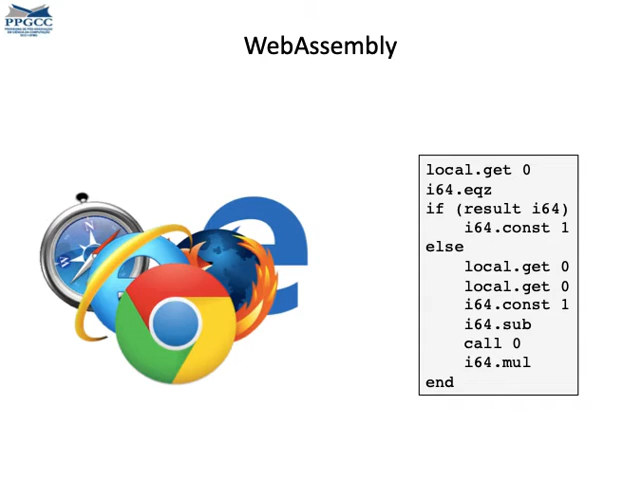 PPGCC
WebAssembly
local.get 0
i64.eqz
if (result i64)
i64.const 1
else
local.get 0
local.get 0
i64.const 1
i64.sub
call 0
i64.mul
end